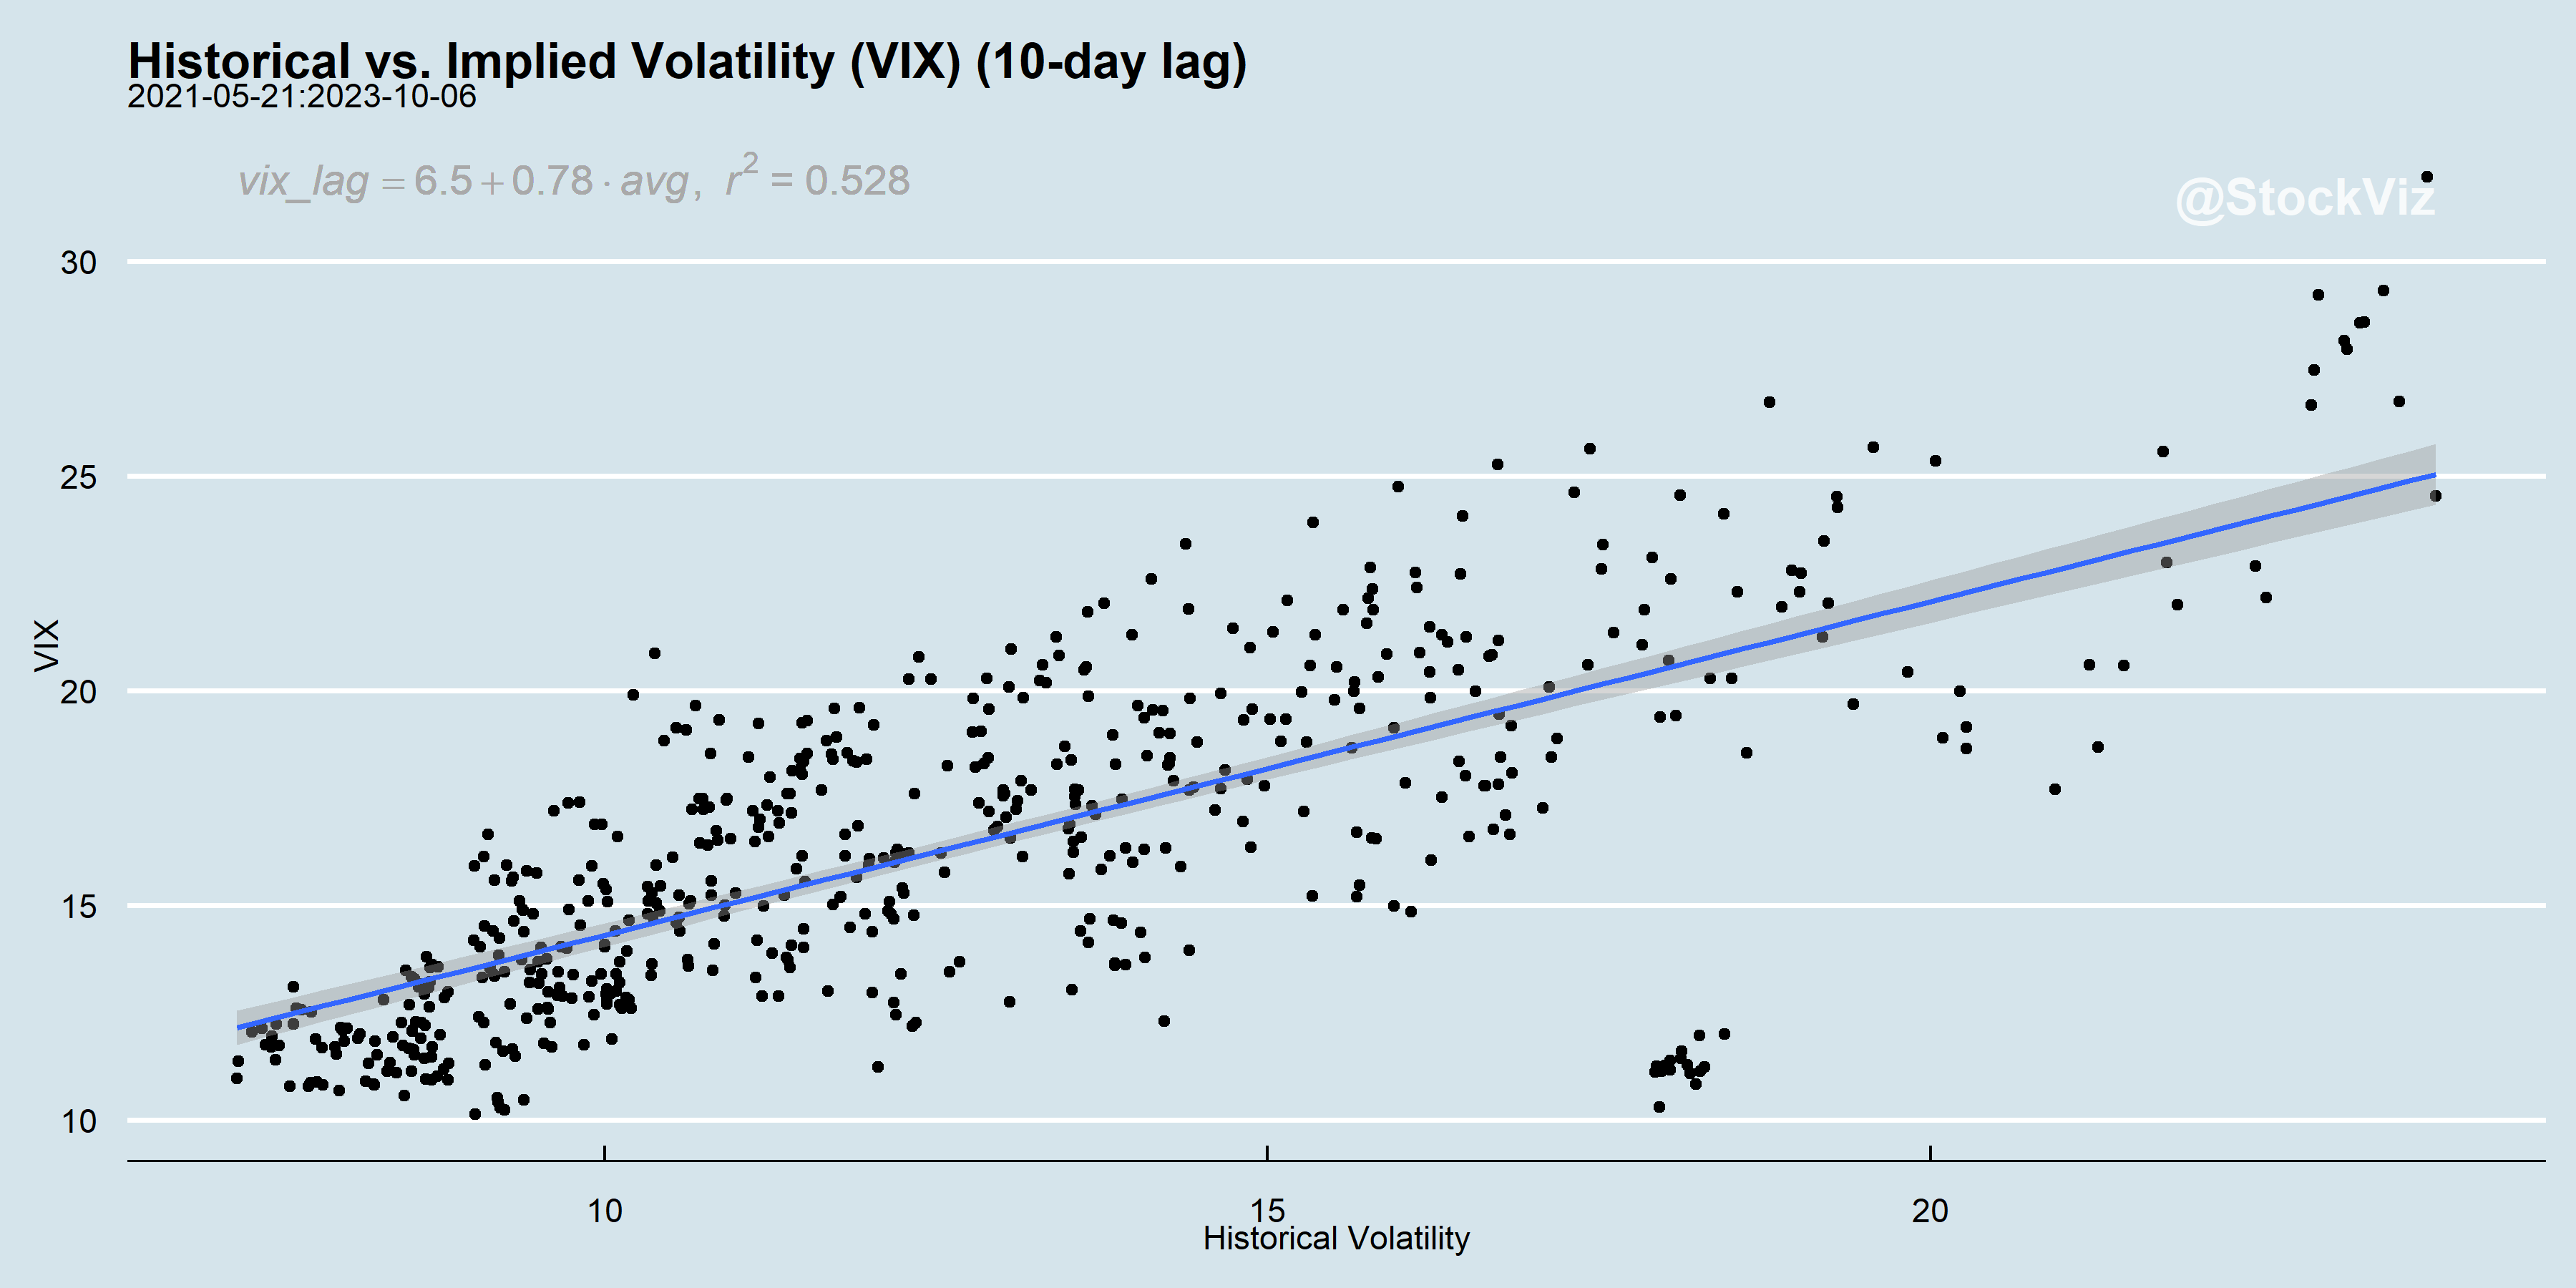 Historical vs. Implied Volatility (VIX) (10-day lag)
2021-05-21:2023-10-06
vix_lag = 6.5 + 0.78 · avg, r² = 0.528
@StockViz
30
25
20
15
10
VIX
10 15 20
Historical Volatility